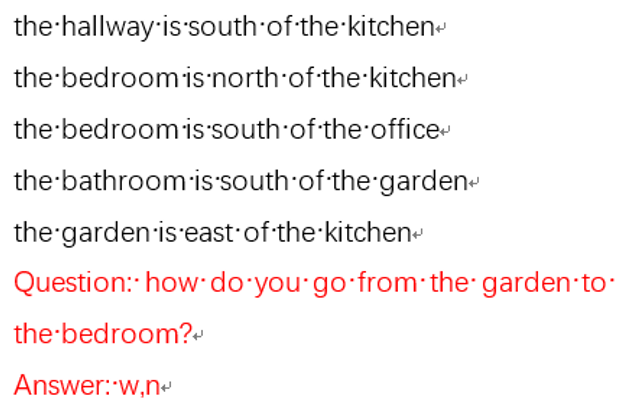 the hallway is south of the kitchen
the bedroom is north of the kitchen
the bedroom is south of the office
the bathroom is south of the garden
the garden is east of the kitchen
Question: how do you go from the garden to
the bedroom?
Answer: w,n